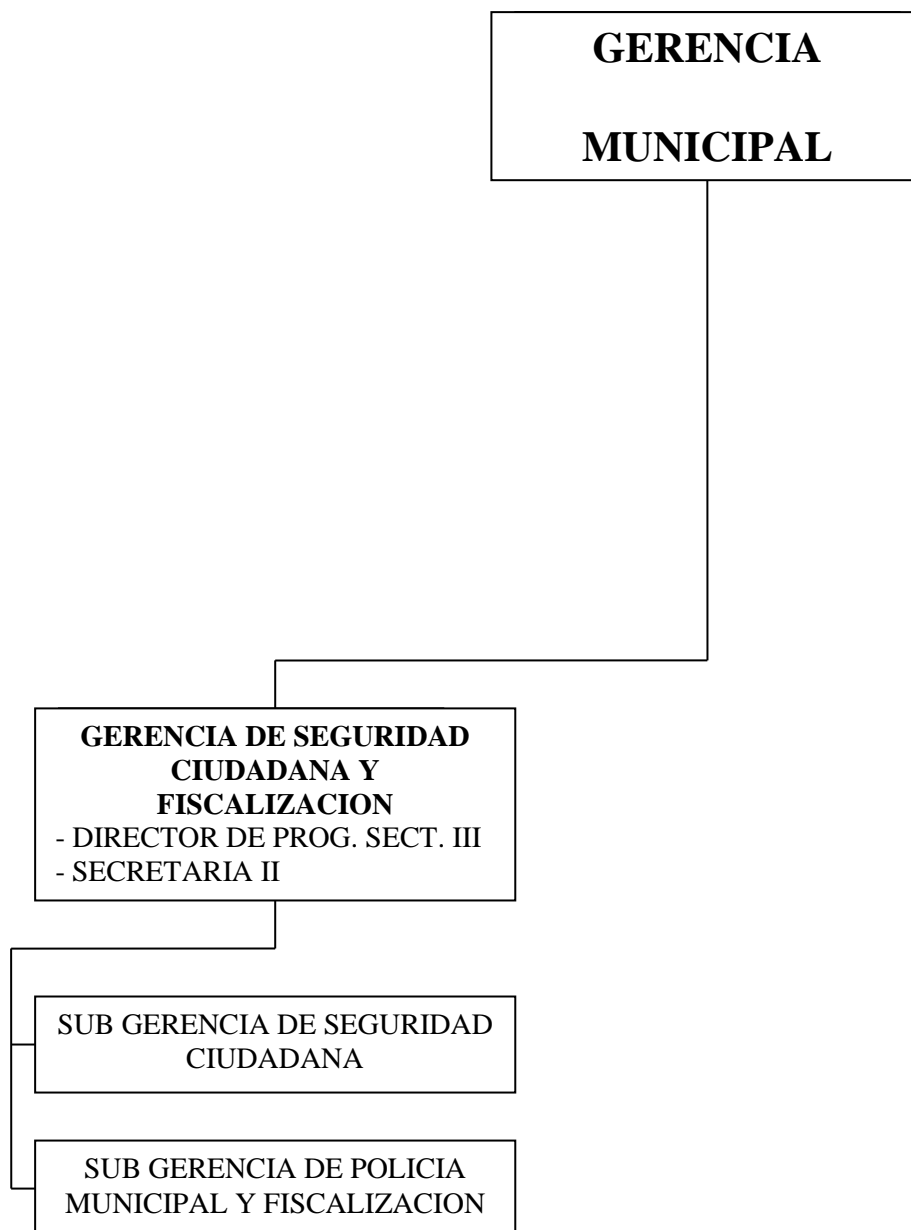 GERENCIA
MUNICIPAL
GERENCIA DE SEGURIDAD
CIUDADANA Y
FISCALIZACION
- DIRECTOR DE PROG. SECT. III
- SECRETARIA II
SUB GERENCIA DE SEGURIDAD
CIUDADANA
SUB GERENCIA DE POLICIA
MUNICIPAL Y FISCALIZACION